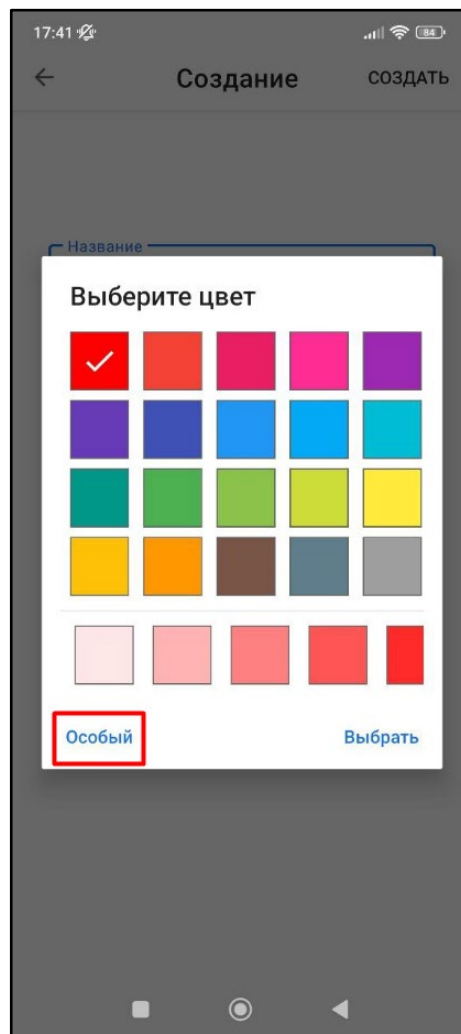 17:41 84
Создание СОЗДАТЬ
Название
Выберите цвет
Особый Выбрать